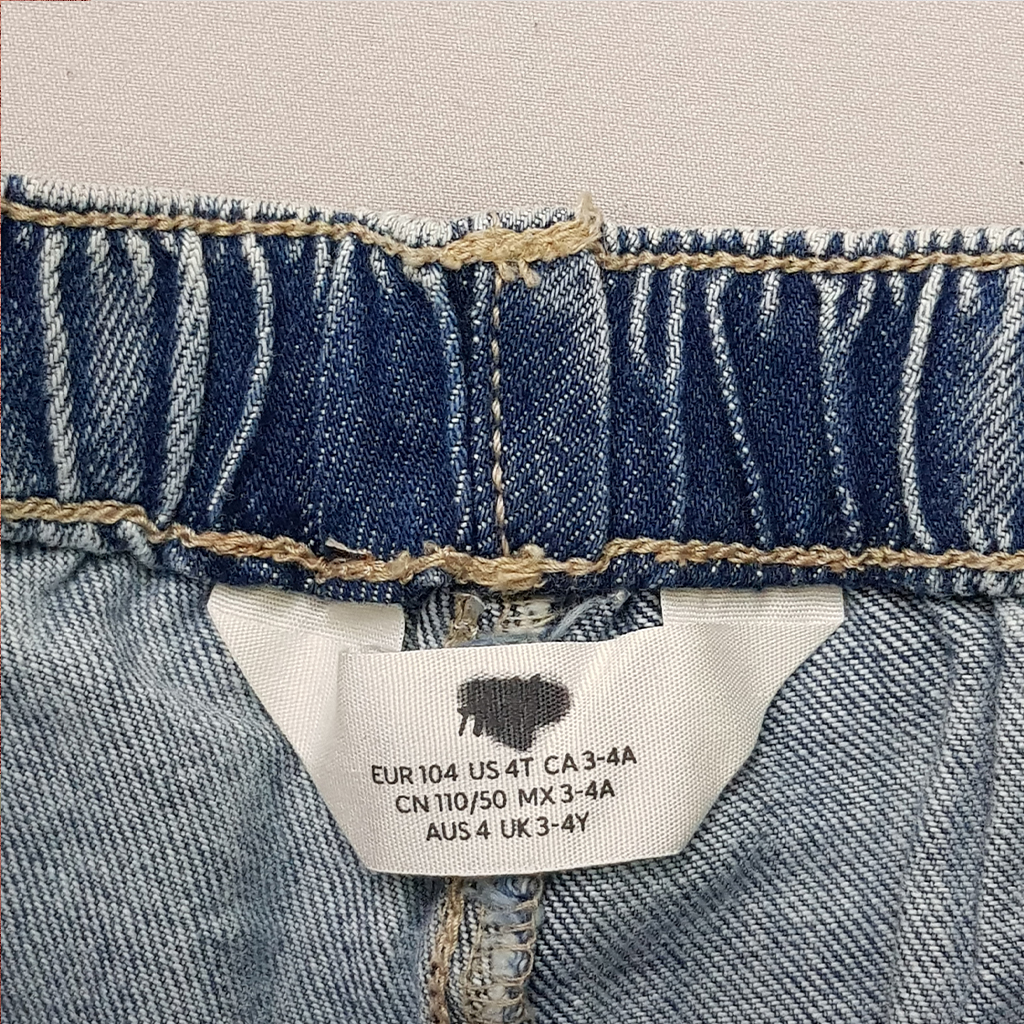 EUR 104 US 4T CA 3-4A
CN 110/50 MX 3-4A
AUS 4 UK 3-4Y